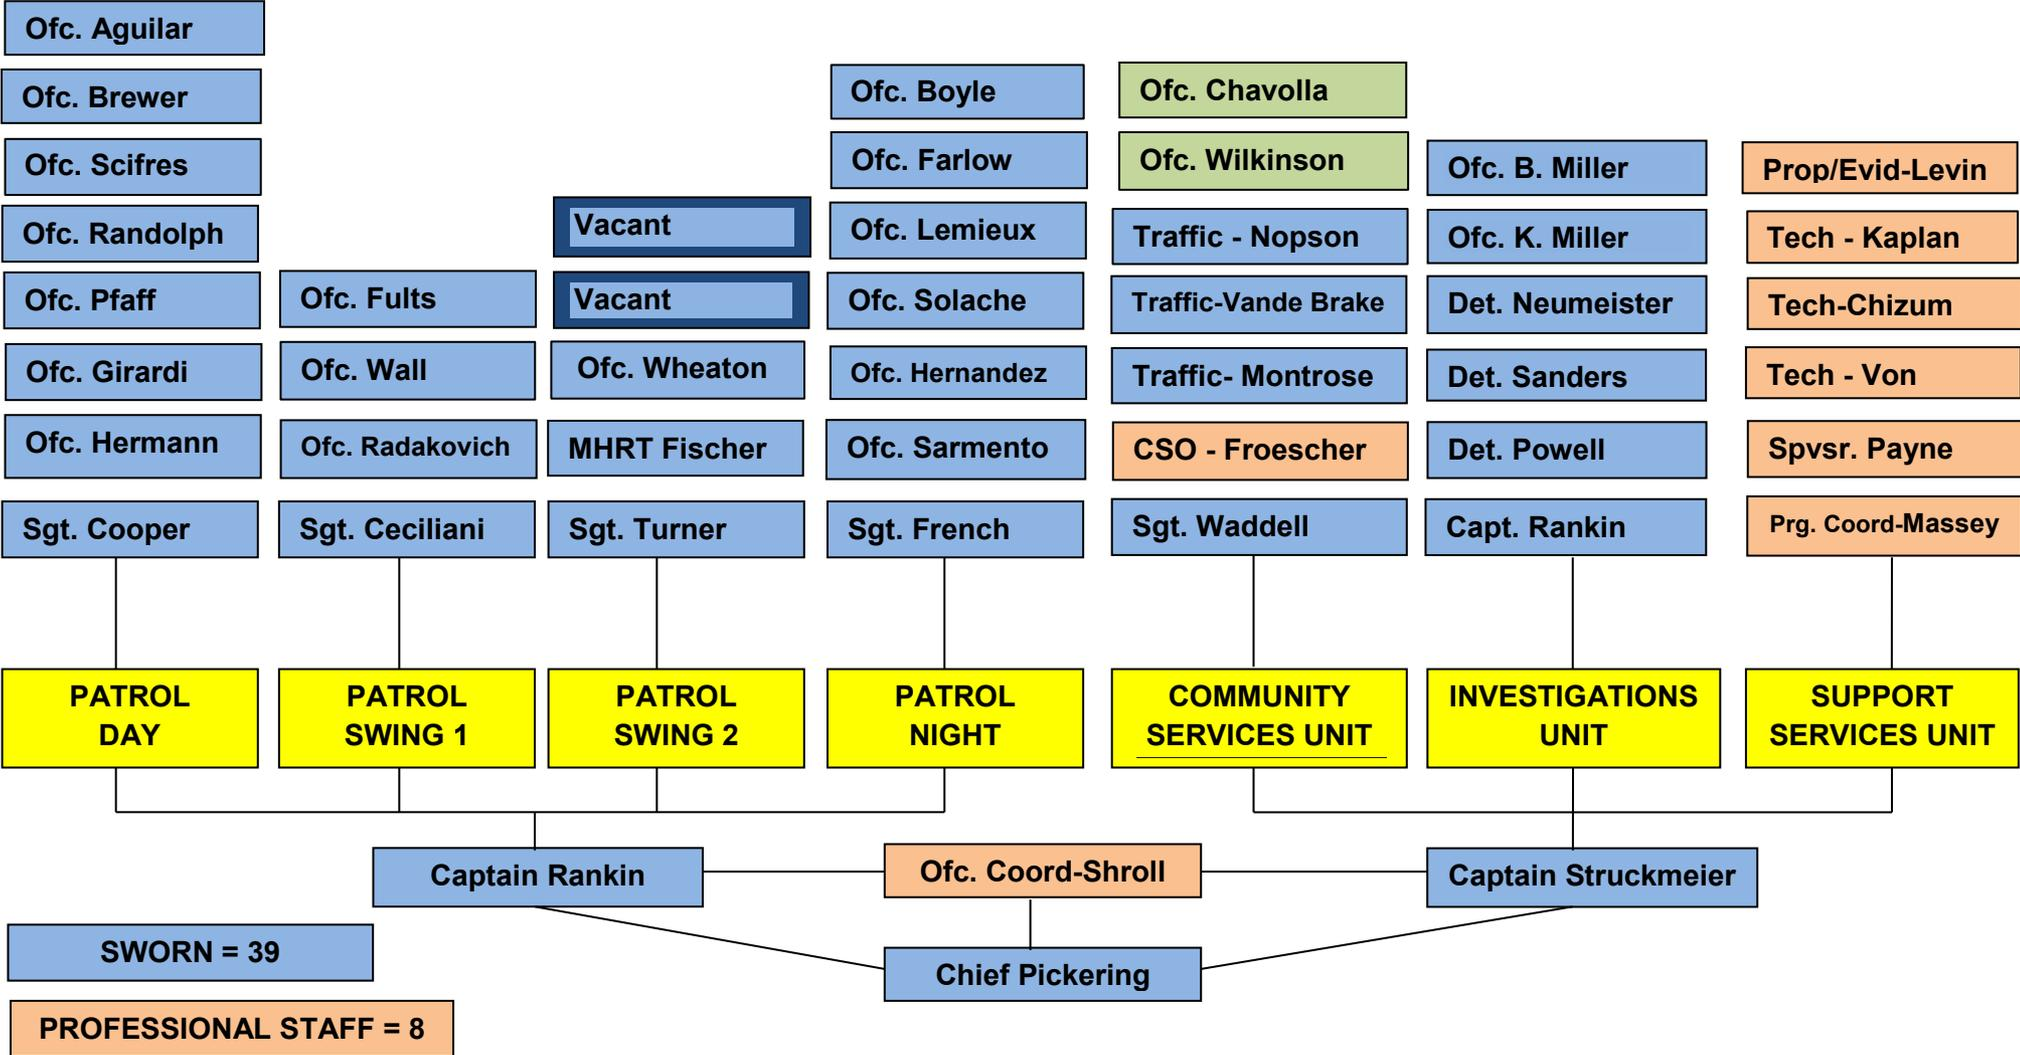 Ofc. Aguilar
Ofc. Brewer
Ofc. Scifres
Ofc. Randolph
Ofc. Pfaff
Ofc. Girardi
Ofc. Hermann
Sgt. Cooper
PATROL
DAY
Ofc. Fults
Ofc. Wall
Ofc. Radakovich
Sgt. Ceciliani
PATROL
SWING 1
Vacant
Vacant
Ofc. Wheaton
MHRT Fischer
Sgt. Turner
PATROL
SWING 2
Ofc. Boyle
Ofc. Farlow
Ofc. Lemieux
Ofc. Solache
Ofc. Hernandez
Ofc. Sarmento
Sgt. French
PATROL
NIGHT
Ofc. Chavolla
Ofc. Wilkinson
Traffic - Nopson
Traffic-Vande Brake
Traffic- Montrose
CSO - Froescher
Sgt. Waddell
COMMUNITY
SERVICES UNIT
Ofc. B. Miller
Ofc. K. Miller
Det. Neumeister
Det. Sanders
Det. Powell
Capt. Rankin
INVESTIGATIONS
UNIT
Prop/Evid-Levin
Tech - Kaplan
Tech-Chizum
Tech - Von
Spvsr. Payne
Prg. Coord-Massey
SUPPORT
SERVICES UNIT
Captain Rankin
Ofc. Coord-Shroll
Captain Struckmeier
Chief Pickering
SWORN = 39
PROFESSIONAL STAFF = 8